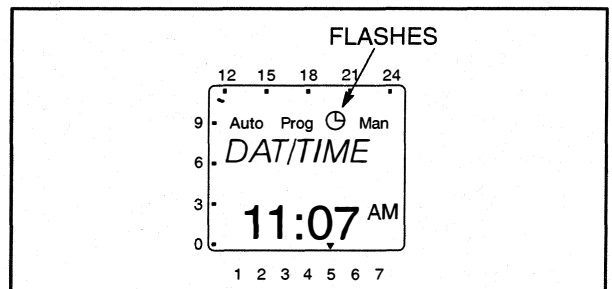 FLASHES
12 15 18 21 24
9 Auto Prog Man
6 DAT/TIME
3
11:07 AM
0
1 2 3 4 5 6 7